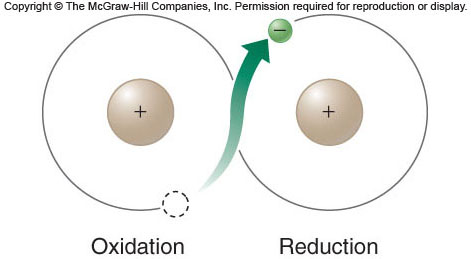 Copyright © The McGraw-Hill Companies, Inc. Permission required for reproduction or display.
−
+ +
Oxidation Reduction